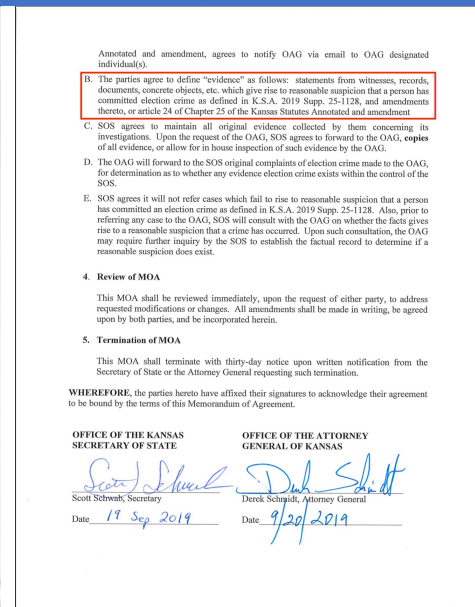 Annotated and amendment, agrees to notify OAG via email to OAG designated
individual(s).
B. The parties agree to define “evidence” as follows: statements from witnesses, records,
documents, concrete objects, etc. which give rise to reasonable suspicion that a person has
committed election crime as defined in K.S.A. 2019 Supp. 25-1128, and amendments
thereto, or article 24 of Chapter 25 of the Kansas Statutes Annotated and amendment
C. SOS agrees to maintain all original evidence collected by them concerning its
investigations. Upon the request of the OAG, SOS agrees to forward to the OAG, copies
of all evidence, or allow for in house inspection of such evidence by the OAG.
D. The OAG will forward to the SOS original complaints of election crime made to the OAG,
for determination as to whether any evidence election crime exists within the control of the
SOS.
E. SOS agrees it will not refer cases which fail to rise to reasonable suspicion that a person
has committed an election crime as defined in K.S.A. 2019 Supp. 25-1128. Also, prior to
referring any case to the OAG, SOS will consult with the OAG on whether the facts gives
rise to a reasonable suspicion that a crime has occurred. Upon such consultation, the OAG
may require further inquiry by the SOS to establish the factual record to determine if a
reasonable suspicion does exist.
4. Review of MOA
This MOA shall be reviewed immediately, upon the request of either party, to address
requested modifications or changes. All amendments shall be made in writing, be agreed
upon by both parties, and be incorporated herein.
5. Termination of MOA
This MOA shall terminate with thirty-day notice upon written notification from the
Secretary of State or the Attorney General requesting such termination.
WHEREFORE, the parties hereto have affixed their signatures to acknowledge their agreement
to be bound by the terms of this Memorandum of Agreement.
OFFICE OF THE KANSAS
SECRETARY OF STATE
Scott Schwab
Scott Schwab, Secretary
Date 19 Sep 2019
OFFICE OF THE ATTORNEY
GENERAL OF KANSAS
Derek Schmidt
Derek Schmidt, Attorney General
Date 9/20/2019